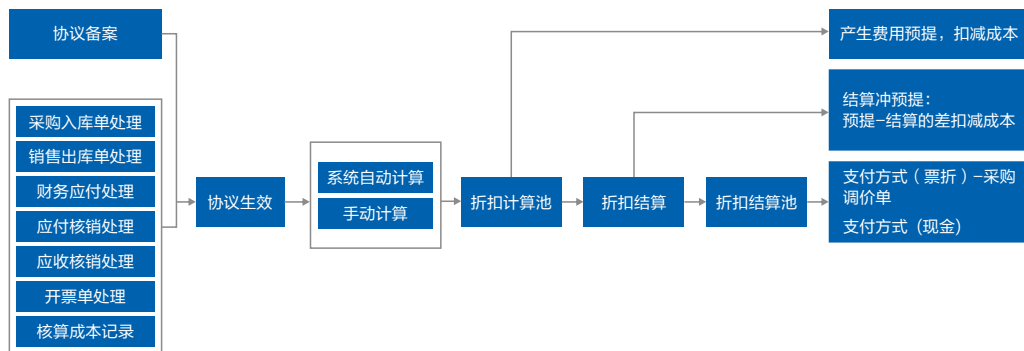 协议备案
采购入库单处理
销售出库单处理
财务应付处理
应付核销处理
应收核销处理
开票单处理
核算成本记录
协议生效
系统自动计算
手动计算
折扣计算池
折扣结算
折扣结算池
产生费用预提，扣减成本
结算冲预提：
预提–结算的差扣减成本
支付方式（票折）–采购
调价单
支付方式（现金）